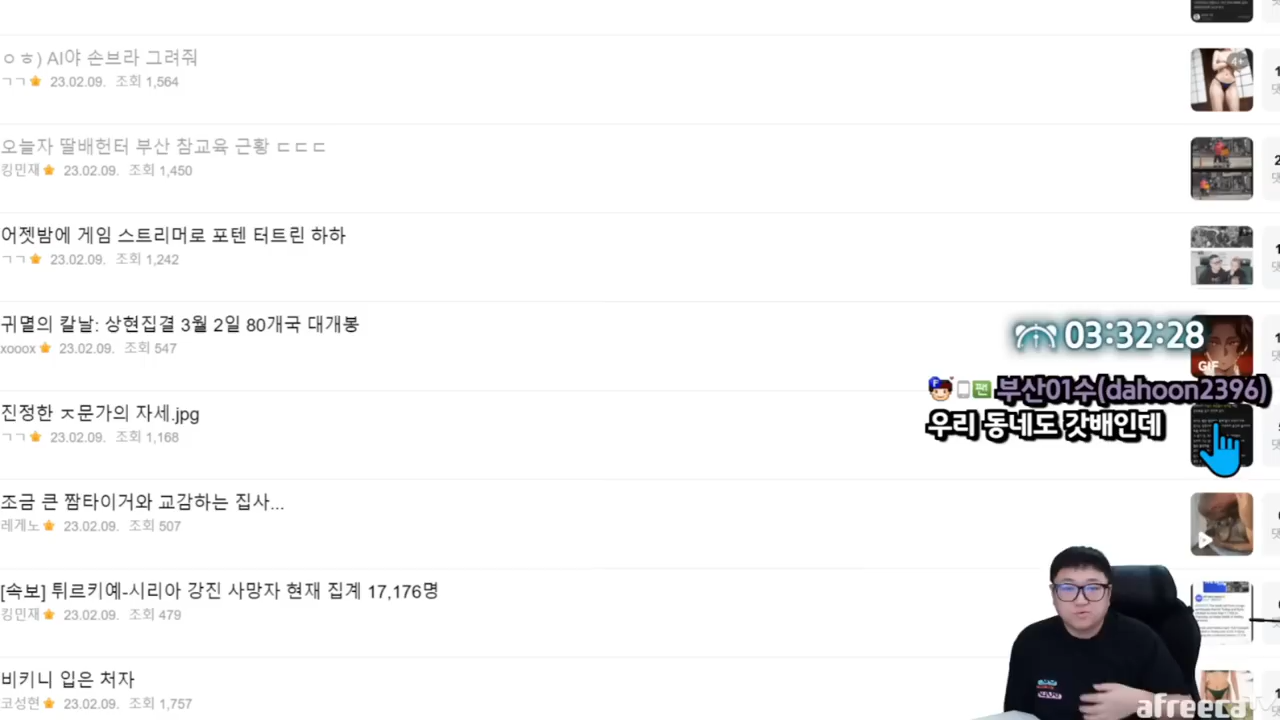 ㅇㅎ) AI야 손브라 그려줘
ㄱㄱ 23.02.09. 조회 1,564
4+
오늘자 딸배헌터 부산 참교육 근황 ㄷㄷㄷ
킹민재 23.02.09. 조회 1,450
어젯밤에 게임 스트리머로 포텐 터트린 하하
ㄱㄱ 23.02.09. 조회 1,242
귀멸의 칼날: 상현집결 3월 2일 80개국 대개봉
xooox 23.02.09. 조회 547
03:32:28
GIF
F 팬 부산01수(dahoon2396)
우리 동네도 갓배인데
진정한 ㅈ문가의 자세.jpg
ㄱㄱ 23.02.09. 조회 1,168
조금 큰 짬타이거와 교감하는 집사...
레게노 23.02.09. 조회 507
[속보] 튀르키예-시리아 강진 사망자 현재 집계 17,176명
킹민재 23.02.09. 조회 479
비키니 입은 처자
코성현 23.02.09. 조회 1,757
afreecaTV